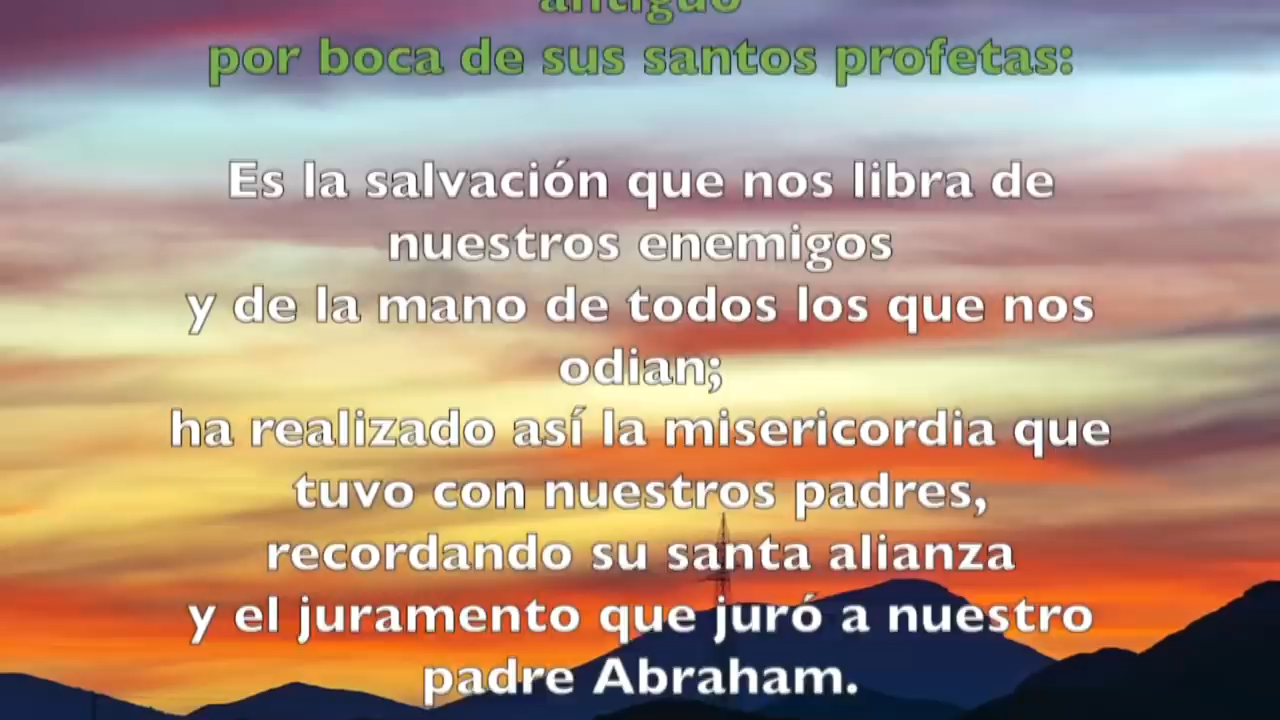 antiguo
por boca de sus santos profetas:
Es la salvación que nos libra de
nuestros enemigos
y de la mano de todos los que nos
odian;
ha realizado así la misericordia que
tuvo con nuestros padres,
recordando su santa alianza
y el juramento que juró a nuestro
padre Abraham.